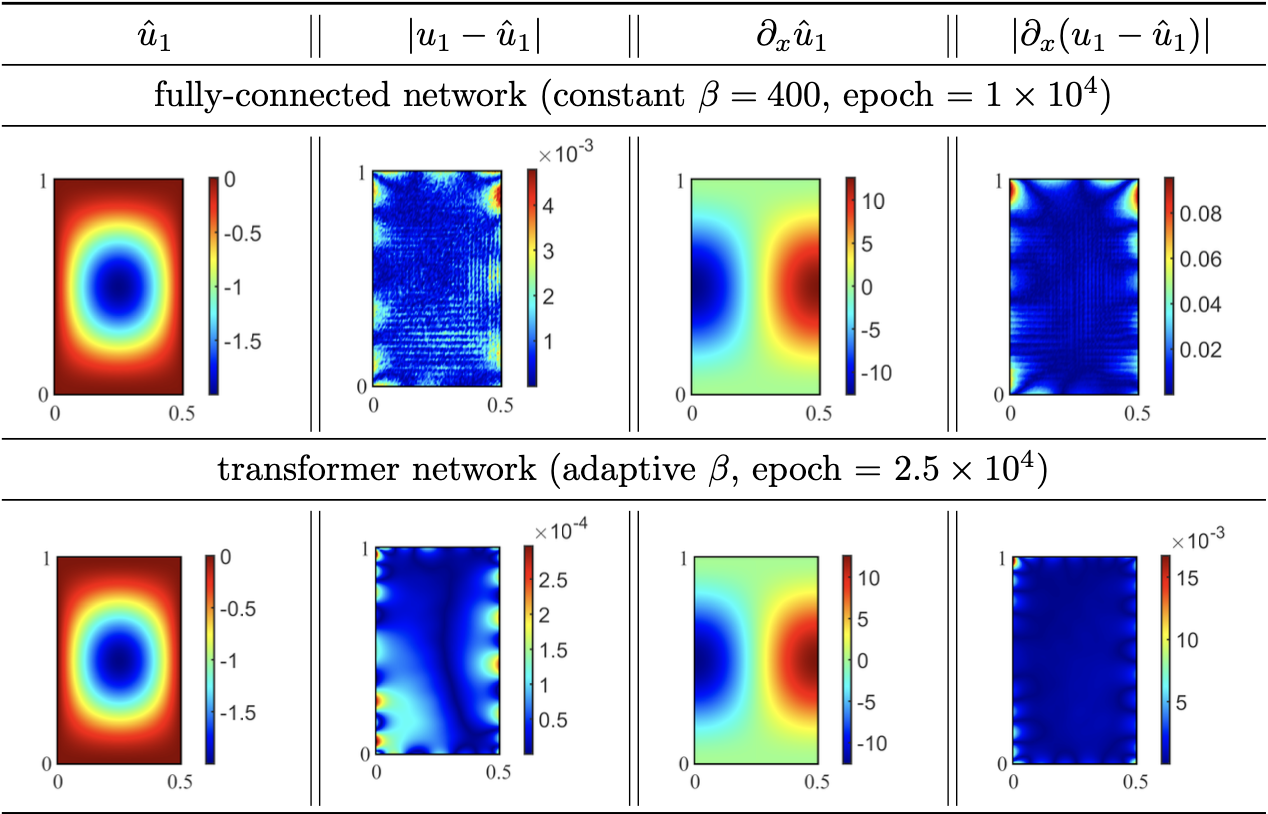 û₁ |u₁ − û₁| ∂ₓû₁ |∂ₓ(u₁ − û₁)|
fully-connected network (constant β = 400, epoch = 1 × 10⁴)
1 0 0 0.5 0 -0.5 -1 -1.5
1 0 0 0.5 ×10⁻³ 4 3 2 1
1 0 0 0.5 10 5 0 -5 -10
1 0 0 0.5 0.08 0.06 0.04 0.02
transformer network (adaptive β, epoch = 2.5 × 10⁴)
1 0 0 0.5 0 -0.5 -1 -1.5
1 0 0 0.5 ×10⁻⁴ 2.5 2 1.5 1 0.5
1 0 0 0.5 10 5 0 -5 -10
1 0 0 0.5 ×10⁻³ 15 10 5